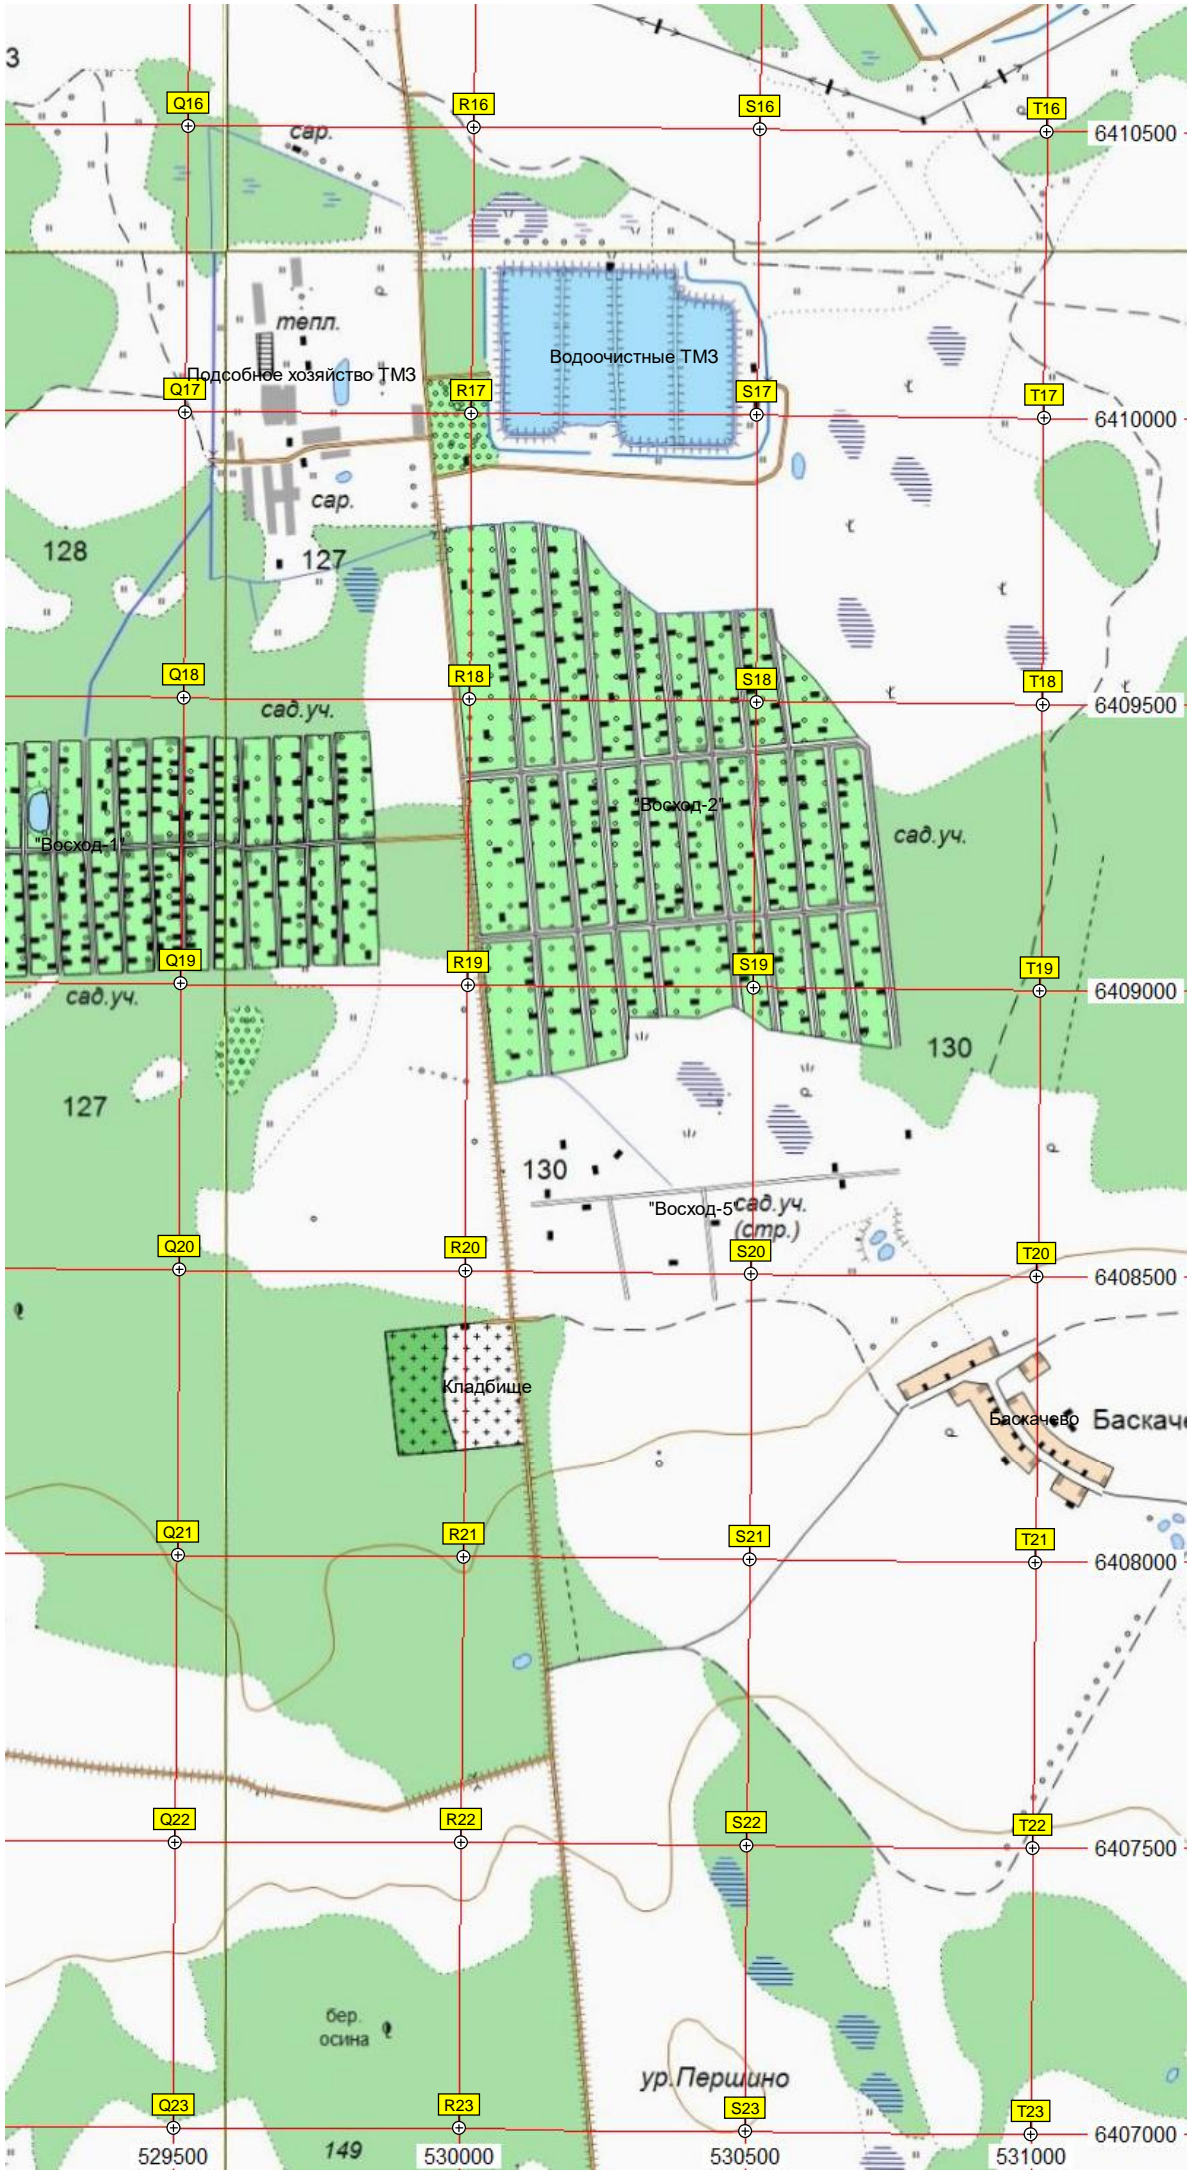 3
Q16
R16
S16
T16
сар.
6410500
тепл.
Водоочистные ТМЗ
Подсобное хозяйство ТМЗ
Q17
R17
S17
T17
6410000
сар.
128
127
Q18
R18
S18
T18
6409500
сад.уч.
"Восход-2"
сад.уч.
"Восход-1"
Q19
R19
S19
T19
6409000
сад.уч.
130
127
130
"Восход-5"
сад.уч.
(стр.)
Q20
R20
S20
T20
6408500
Кладбище
Баскачево
Баскаче
Q21
R21
S21
T21
6408000
Q22
R22
S22
T22
6407500
бер.
осина
ур.Першино
Q23
R23
S23
T23
6407000
149
529500
530000
530500
531000